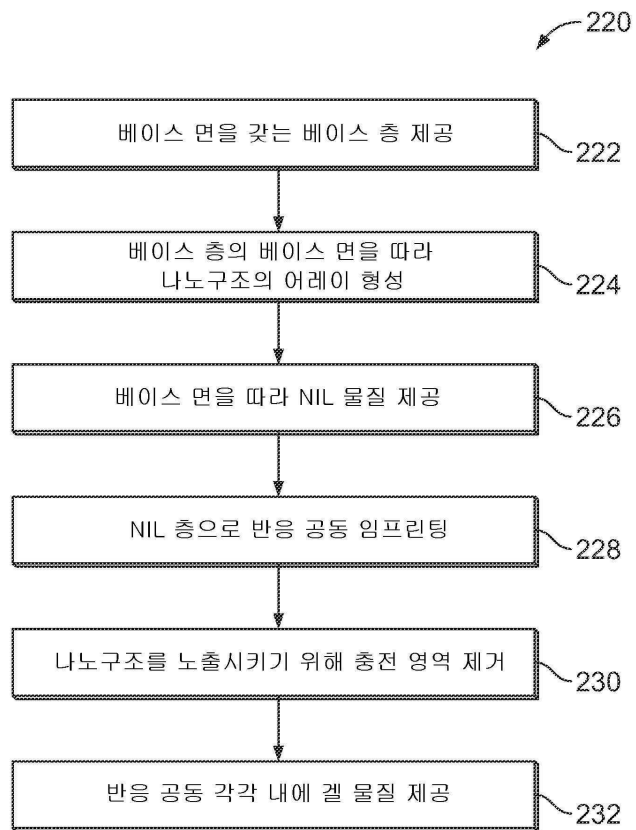 220
베이스 면을 갖는 베이스 층 제공
222
베이스 층의 베이스 면을 따라
나노구조의 어레이 형성
224
베이스 면을 따라 NIL 물질 제공
226
NIL 층으로 반응 공동 임프린팅
228
나노구조를 노출시키기 위해 충전 영역 제거
230
반응 공동 각각 내에 겔 물질 제공
232